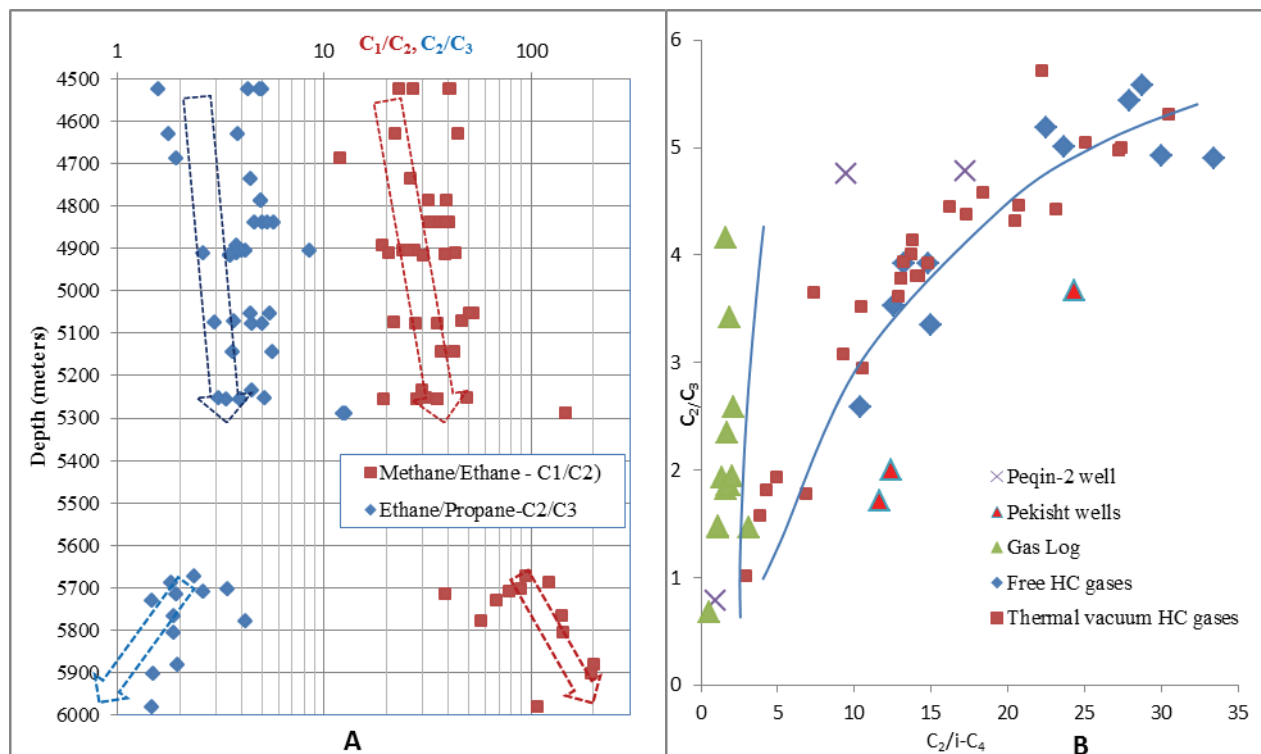 C₁/C₂, C₂/C₃
1 10 100
Depth (meters)
4500
4600
4700
4800
4900
5000
5100
5200
5300
5400
5500
5600
5700
5800
5900
6000
Methane/Ethane - C1/C2)
Ethane/Propane-C2/C3
A
C₂/C₃
6
5
4
3
2
1
0
Peqin-2 well
Pekisht wells
Gas Log
Free HC gases
Thermal vacuum HC gases
0 5 10 15 20 25 30 35
C₂/i-C₄
B